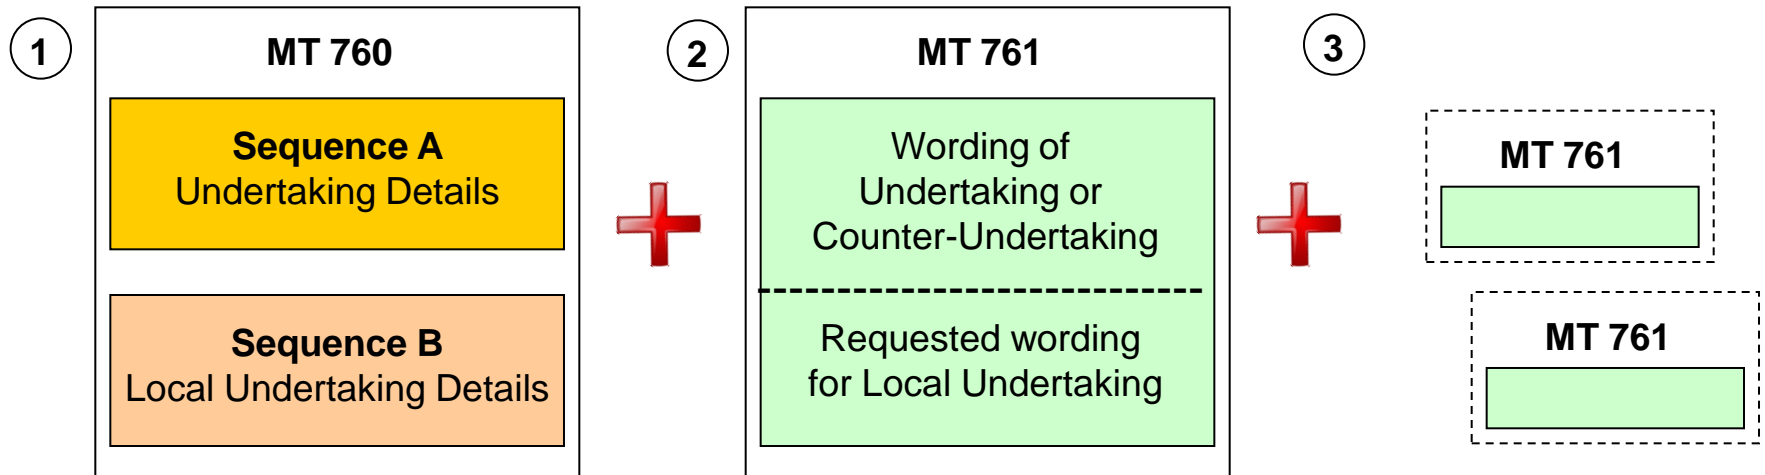 1
MT 760
Sequence A
Undertaking Details
Sequence B
Local Undertaking Details
2
MT 761
Wording of
Undertaking or
Counter-Undertaking
Requested wording
for Local Undertaking
3
MT 761
MT 761